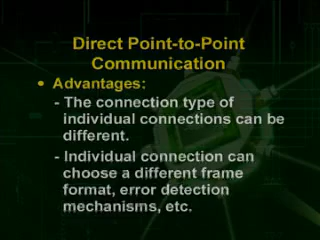 Direct Point-to-Point
Communication
• Advantages:
- The connection type of
individual connections can be
different.
- Individual connection can
choose a different frame
format, error detection
mechanisms, etc.